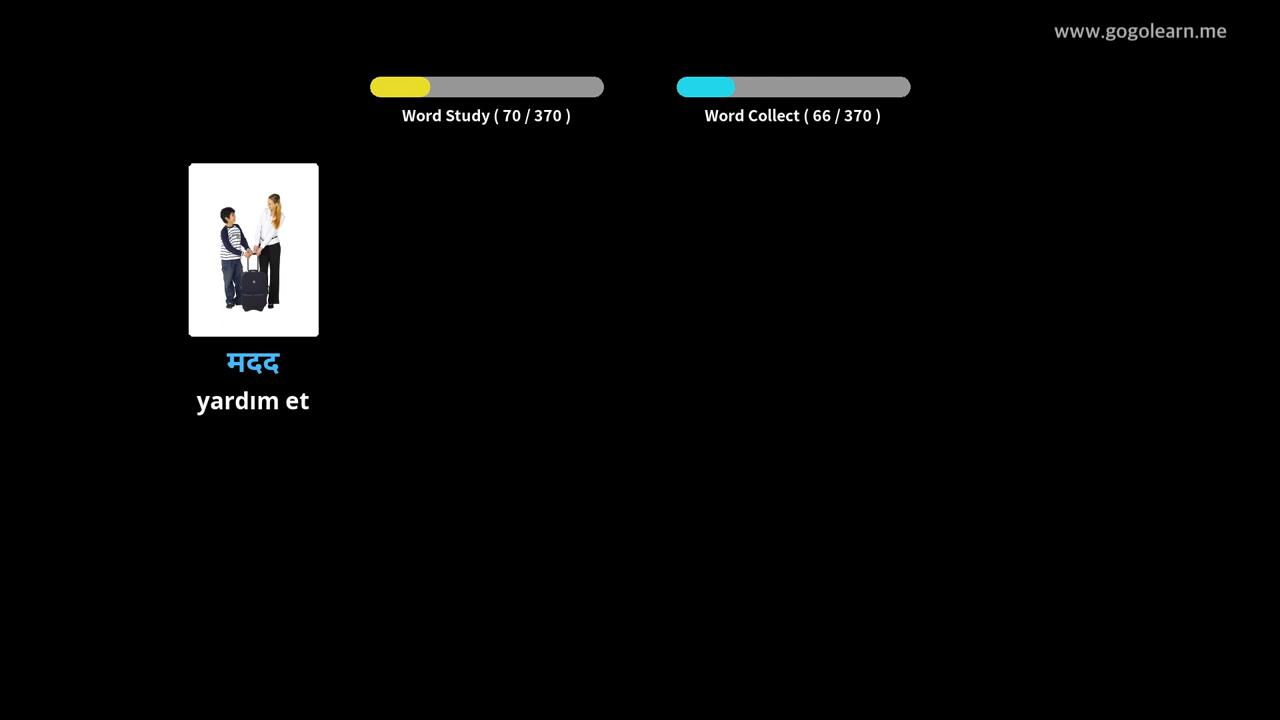 www.gogolearn.me
Word Study ( 70 / 370 )
Word Collect ( 66 / 370 )
मदद
yardım et